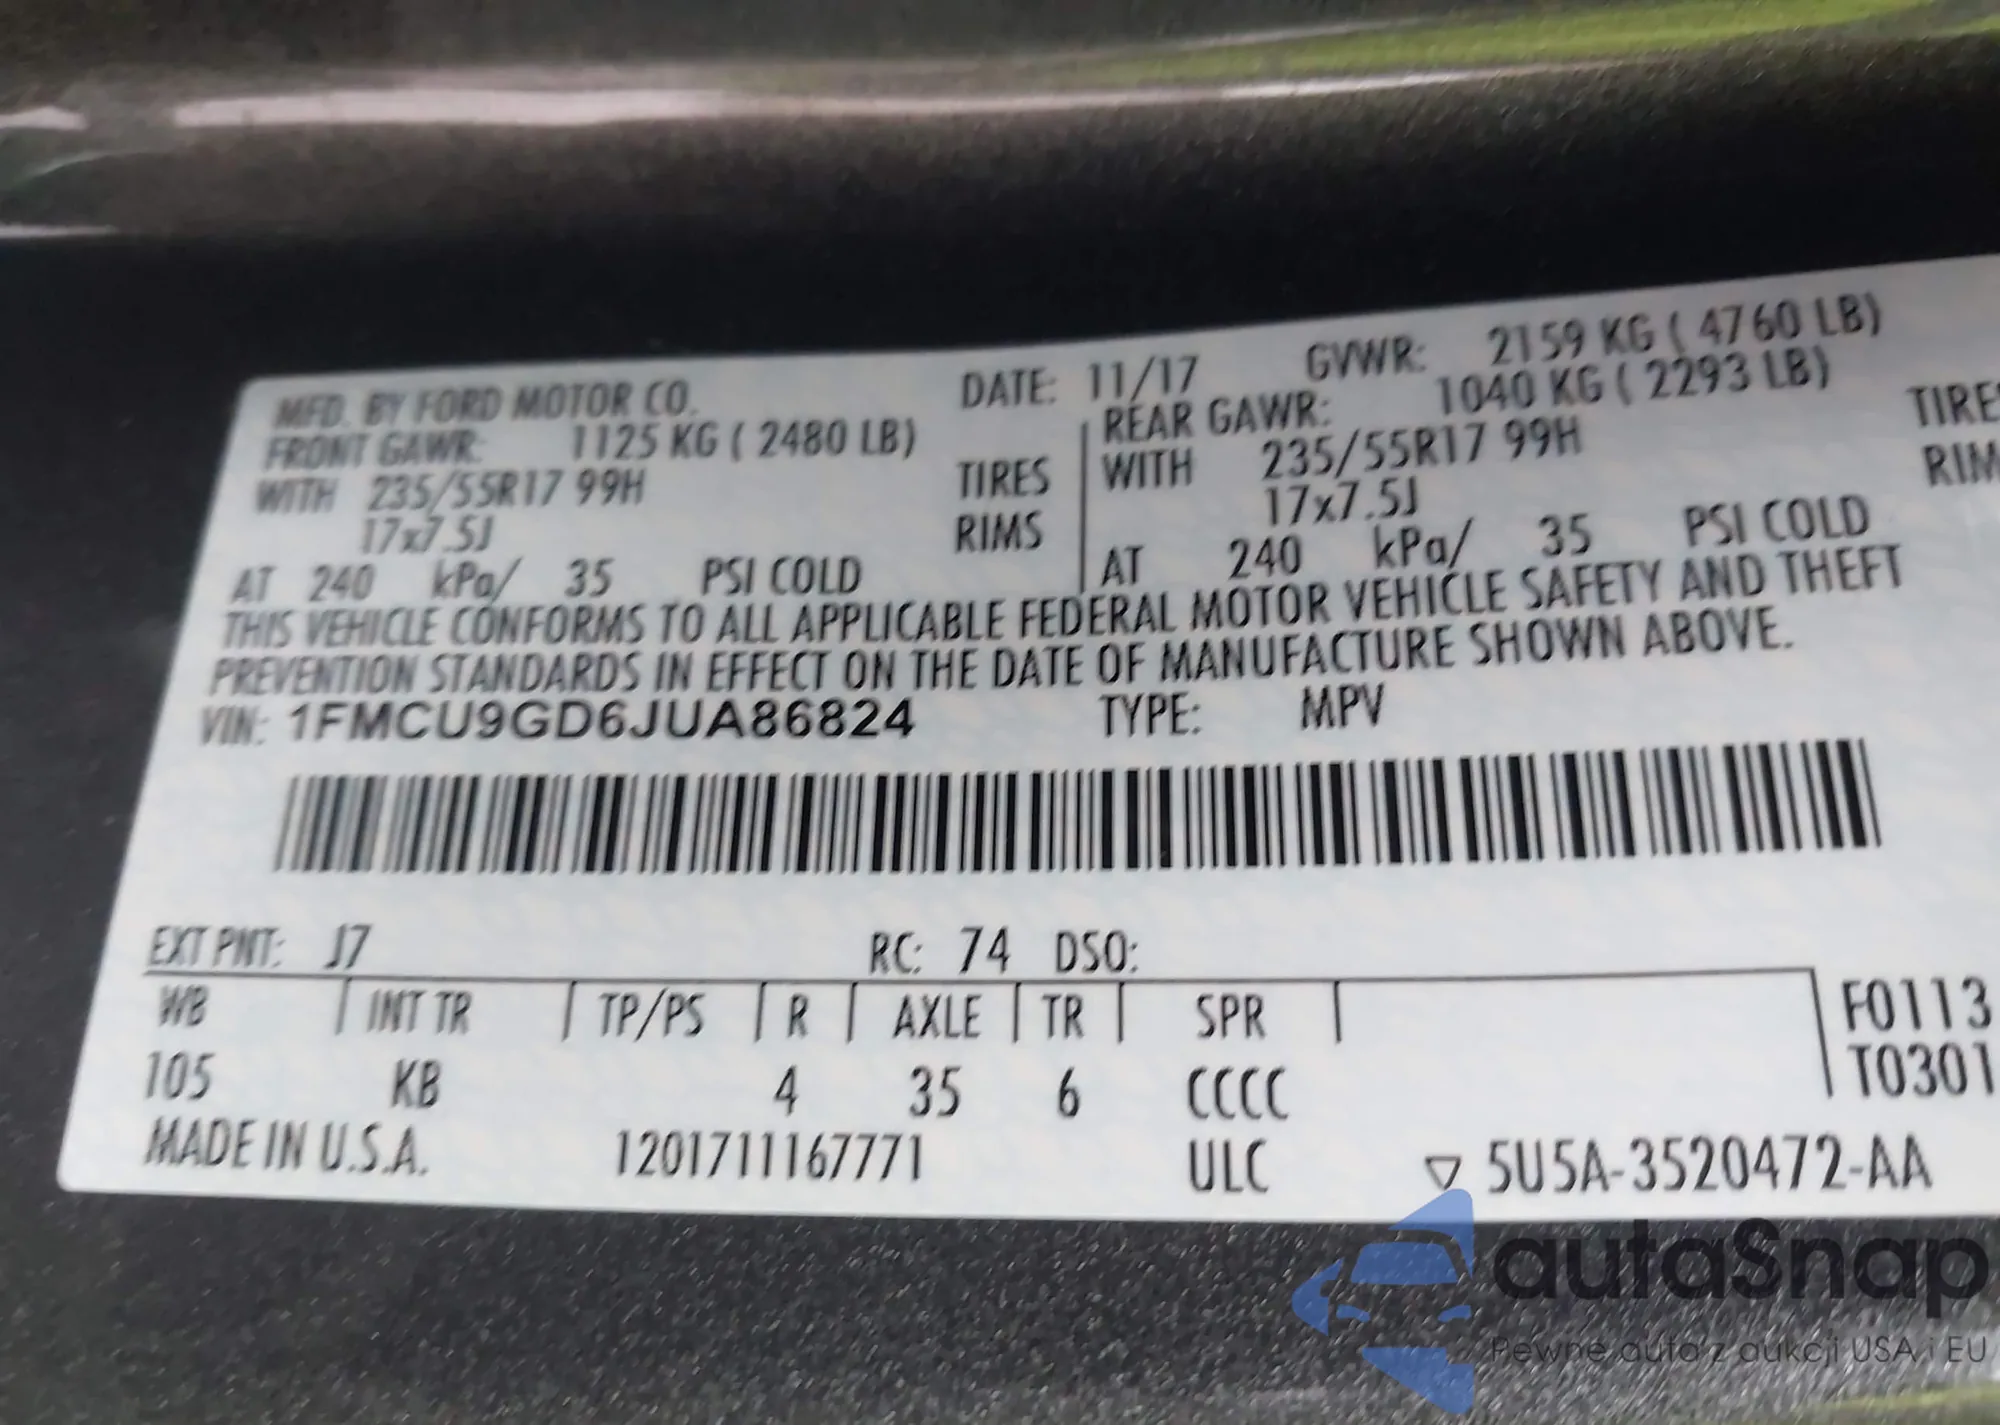 MFD. BY FORD MOTOR CO. DATE: 11/17 GVWR: 2159 KG ( 4760 LB)
FRONT GAWR: 1125 KG ( 2480 LB) REAR GAWR: 1040 KG ( 2293 LB)
WITH 235/55R17 99H TIRES WITH 235/55R17 99H TIRES
17x7.5J RIMS 17x7.5J RIM
AT 240 kPa/ 35 PSI COLD AT 240 kPa/ 35 PSI COLD
THIS VEHICLE CONFORMS TO ALL APPLICABLE FEDERAL MOTOR VEHICLE SAFETY AND THEFT
PREVENTION STANDARDS IN EFFECT ON THE DATE OF MANUFACTURE SHOWN ABOVE.
VIN: 1FMCU9GD6JUA86824 TYPE: MPV
EXT PNT: J7 RC: 74 DSO:
WB INT TR TP/PS R AXLE TR SPR F0113
105 KB 4 35 6 CCCC T0301
MADE IN U.S.A. 1201711167771 ULC ▽ 5U5A-3520472-AA
autaSnap
Pewne auta z aukcji USA i EU